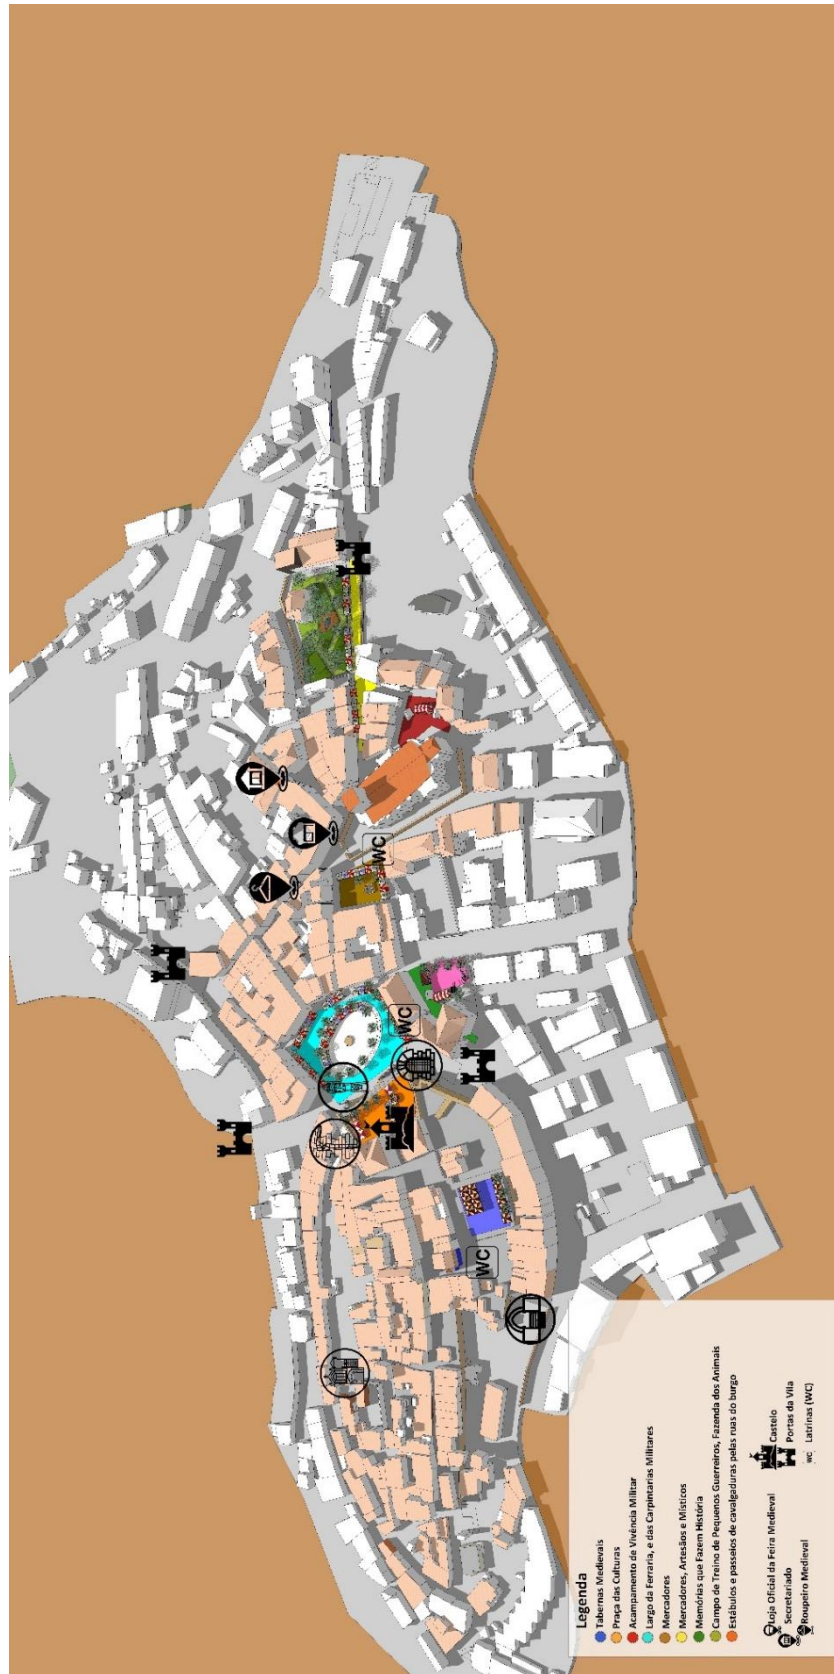 WC
WC
WC
Legenda
Tabernas Medievais
Praça das Culturas
Acampamento de Vivência Militar
Largo da Ferraria, e das Carpintarias Militares
Mercadores
Mercadores, Artesãos e Místicos
Memórias que Fazem História
Campo de Treino de Pequenos Guerreiros, Fazenda dos Animais
Estábulos e passeios de cavalgaduras pelas ruas do burgo
Loja Oficial da Feira Medieval
Secretariado
Roupeiro Medieval
Castelo
Portas da Vila
WC Latrinas (WC)